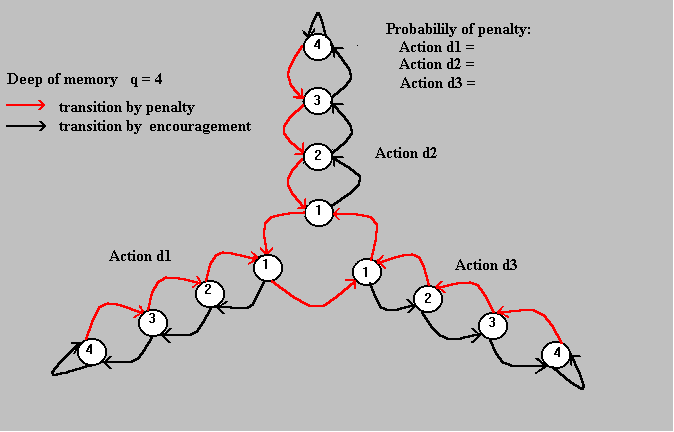 Probabilily of penalty:
Action d1 =
Action d2 =
Action d3 =
Deep of memory q = 4
transition by penalty
transition by encouragement
4
3
2
1
Action d2
Action d1
1
2
3
4
Action d3
1
2
3
4